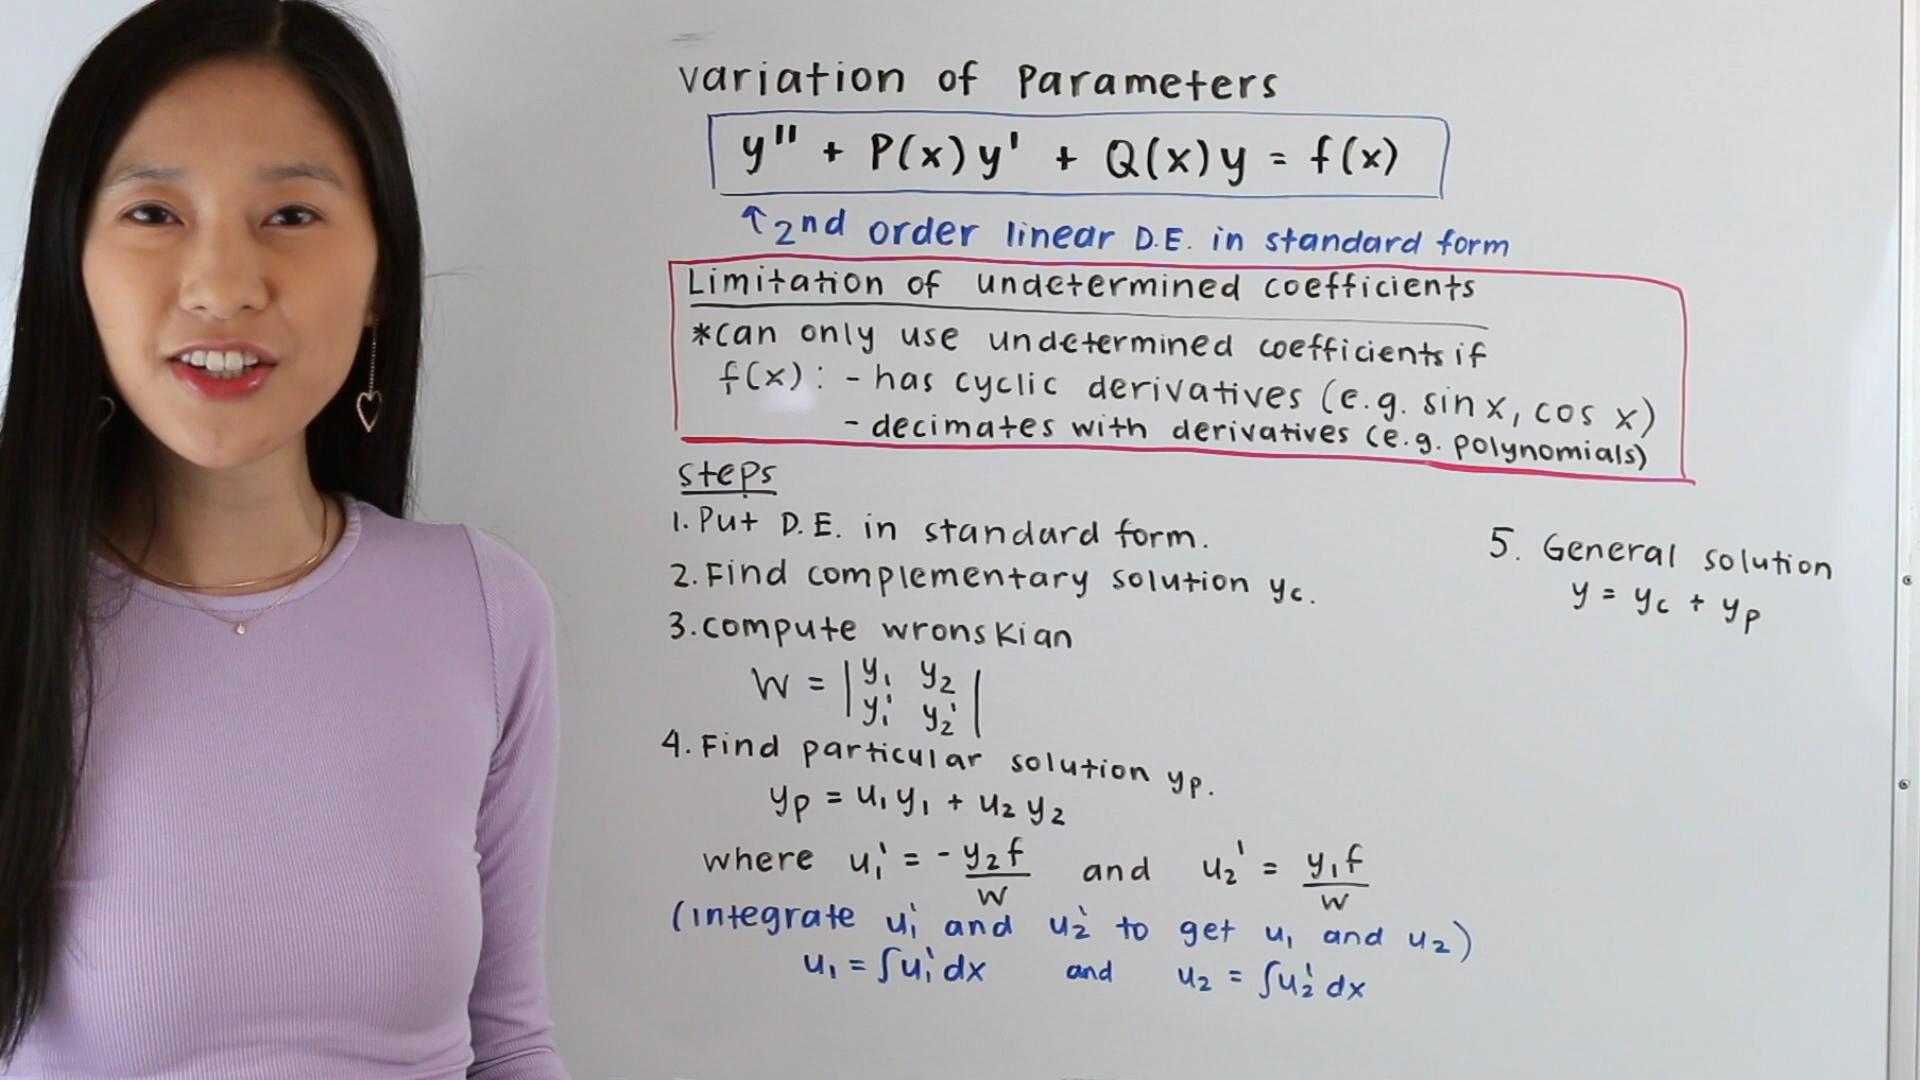 Variation of Parameters
y'' + P(x)y' + Q(x)y = f(x)
↑2nd order linear D.E. in standard form
Limitation of undetermined coefficients
*can only use undetermined coefficients if
f(x): - has cyclic derivatives (e.g. sin x, cos x)
- decimates with derivatives (e.g. polynomials)
steps
1. Put D.E. in standard form.
2. Find complementary solution yc.
3. compute wronskian
W = |y₁ y₂|
|y₁' y₂'|
4. Find particular solution yp.
yp = u₁y₁ + u₂y₂
where u₁' = -y₂f/W and u₂' = y₁f/W
(integrate u₁' and u₂' to get u₁ and u₂)
u₁ = ∫u₁'dx and u₂ = ∫u₂'dx
5. General solution
y = yc + yp